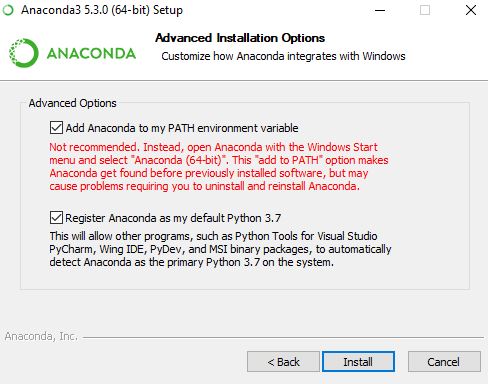 Anaconda3 5.3.0 (64-bit) Setup
ANACONDA
Advanced Installation Options
Customize how Anaconda integrates with Windows
Advanced Options
Add Anaconda to my PATH environment variable
Not recommended. Instead, open Anaconda with the Windows Start
menu and select "Anaconda (64-bit)". This "add to PATH" option makes
Anaconda get found before previously installed software, but may
cause problems requiring you to uninstall and reinstall Anaconda.
Register Anaconda as my default Python 3.7
This will allow other programs, such as Python Tools for Visual Studio
PyCharm, Wing IDE, PyDev, and MSI binary packages, to automatically
detect Anaconda as the primary Python 3.7 on the system.
Anaconda, Inc.
< Back
Install
Cancel